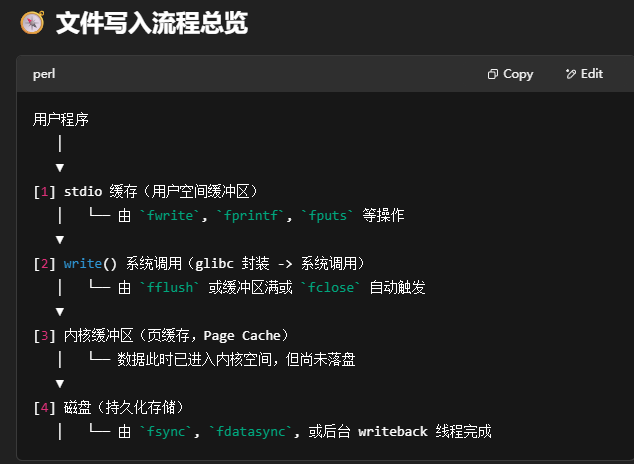 🧭 文件写入流程总览
perl Copy Edit
用户程序
│
▼
[1] stdio 缓存（用户空间缓冲区）
│ └── 由 `fwrite`, `fprintf`, `fputs` 等操作
▼
[2] write() 系统调用（glibc 封装 -> 系统调用）
│ └── 由 `fflush` 或缓冲区满或 `fclose` 自动触发
▼
[3] 内核缓冲区（页缓存，Page Cache）
│ └── 数据此时已进入内核空间，但尚未落盘
▼
[4] 磁盘（持久化存储）
│ └── 由 `fsync`, `fdatasync`, 或后台 writeback 线程完成